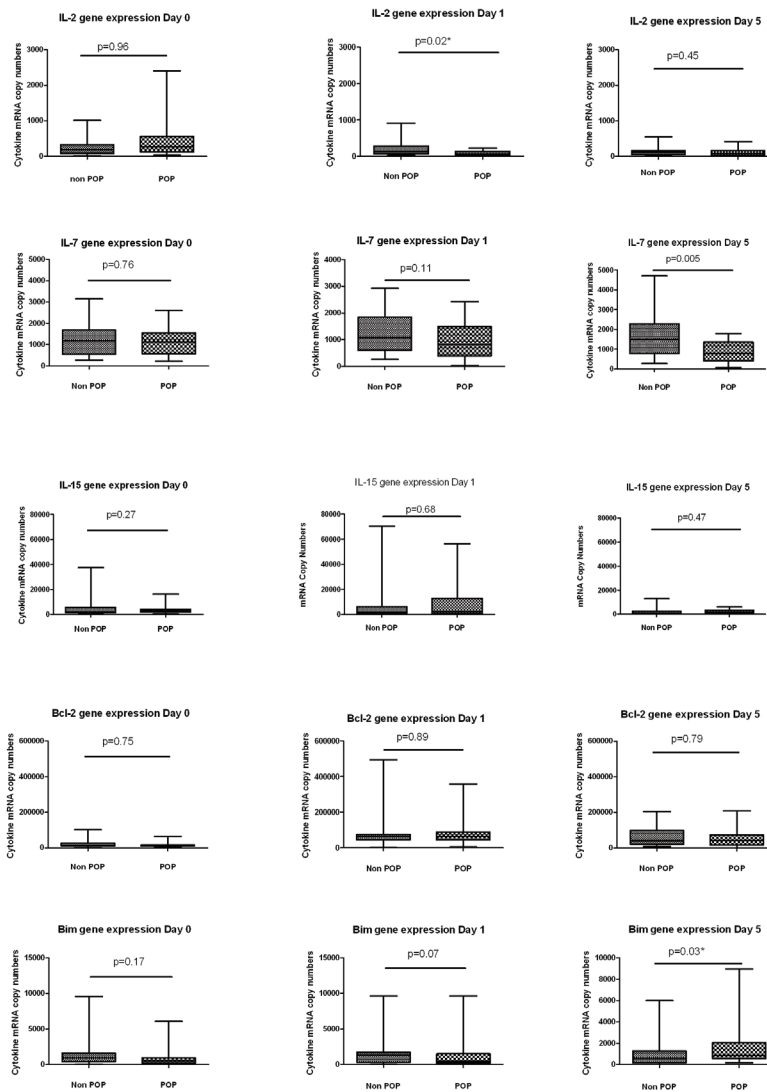 IL-2 gene expression Day 0
p=0.96
Cytokine mRNA copy numbers
3000
2000
1000
0
non POP POP
IL-2 gene expression Day 1
p=0.02*
Cytokine mRNA copy numbers
3000
2000
1000
0
Non POP POP
IL-2 gene expression Day 5
p=0.45
Cytokine mRNA copy numbers
3000
2000
1000
0
Non POP POP
IL-7 gene expression Day 0
p=0.76
Cytokine mRNA copy numbers
5000
4000
3000
2000
1000
0
Non POP POP
IL-7 gene expression Day 1
p=0.11
Cytokine mRNA copy numbers
4000
3000
2000
1000
0
Non POP POP
IL-7 gene expression Day 5
p=0.005
Cytokine mRNA copy numbers
5000
4000
3000
2000
1000
0
Non POP POP
IL-15 gene expression Day 0
p=0.27
Cytokine mRNA copy numbers
80000
60000
40000
20000
0
Non POP POP
IL-15 gene expression Day 1
p=0.68
mRNA Copy Numbers
80000
60000
40000
20000
0
Non POP POP
IL-15 gene expression Day 5
p=0.47
mRNA Copy Numbers
80000
60000
40000
20000
0
Non POP POP
Bcl-2 gene expression Day 0
p=0.75
Cytokine mRNA copy numbers
600000
400000
200000
0
Non POP POP
Bcl-2 gene expression Day 1
p=0.89
Cytokine mRNA copy numbers
600000
400000
200000
0
Non POP POP
Bcl-2 gene expression Day 5
p=0.79
Cytokine mRNA copy numbers
600000
400000
200000
0
Non POP POP
Bim gene expression Day 0
p=0.17
Cytokine mRNA copy numbers
15000
10000
5000
0
Non POP POP
Bim gene expression Day 1
p=0.07
Cytokine mRNA copy numbers
15000
10000
5000
0
Non POP POP
Bim gene expression Day 5
p=0.03*
Cytokine mRNA copy numbers
10000
8000
6000
4000
2000
0
Non POP POP